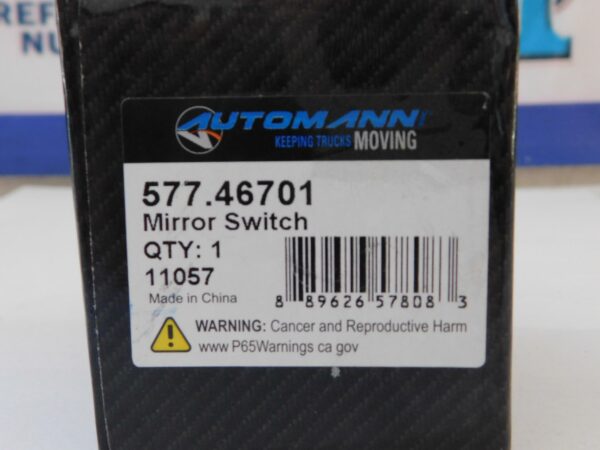 AUTOMANN
KEEPING TRUCKS MOVING
577.46701
Mirror Switch
QTY: 1
11057
Made in China
8 89626 57808 3
WARNING: Cancer and Reproductive Harm
www P65Warnings ca gov